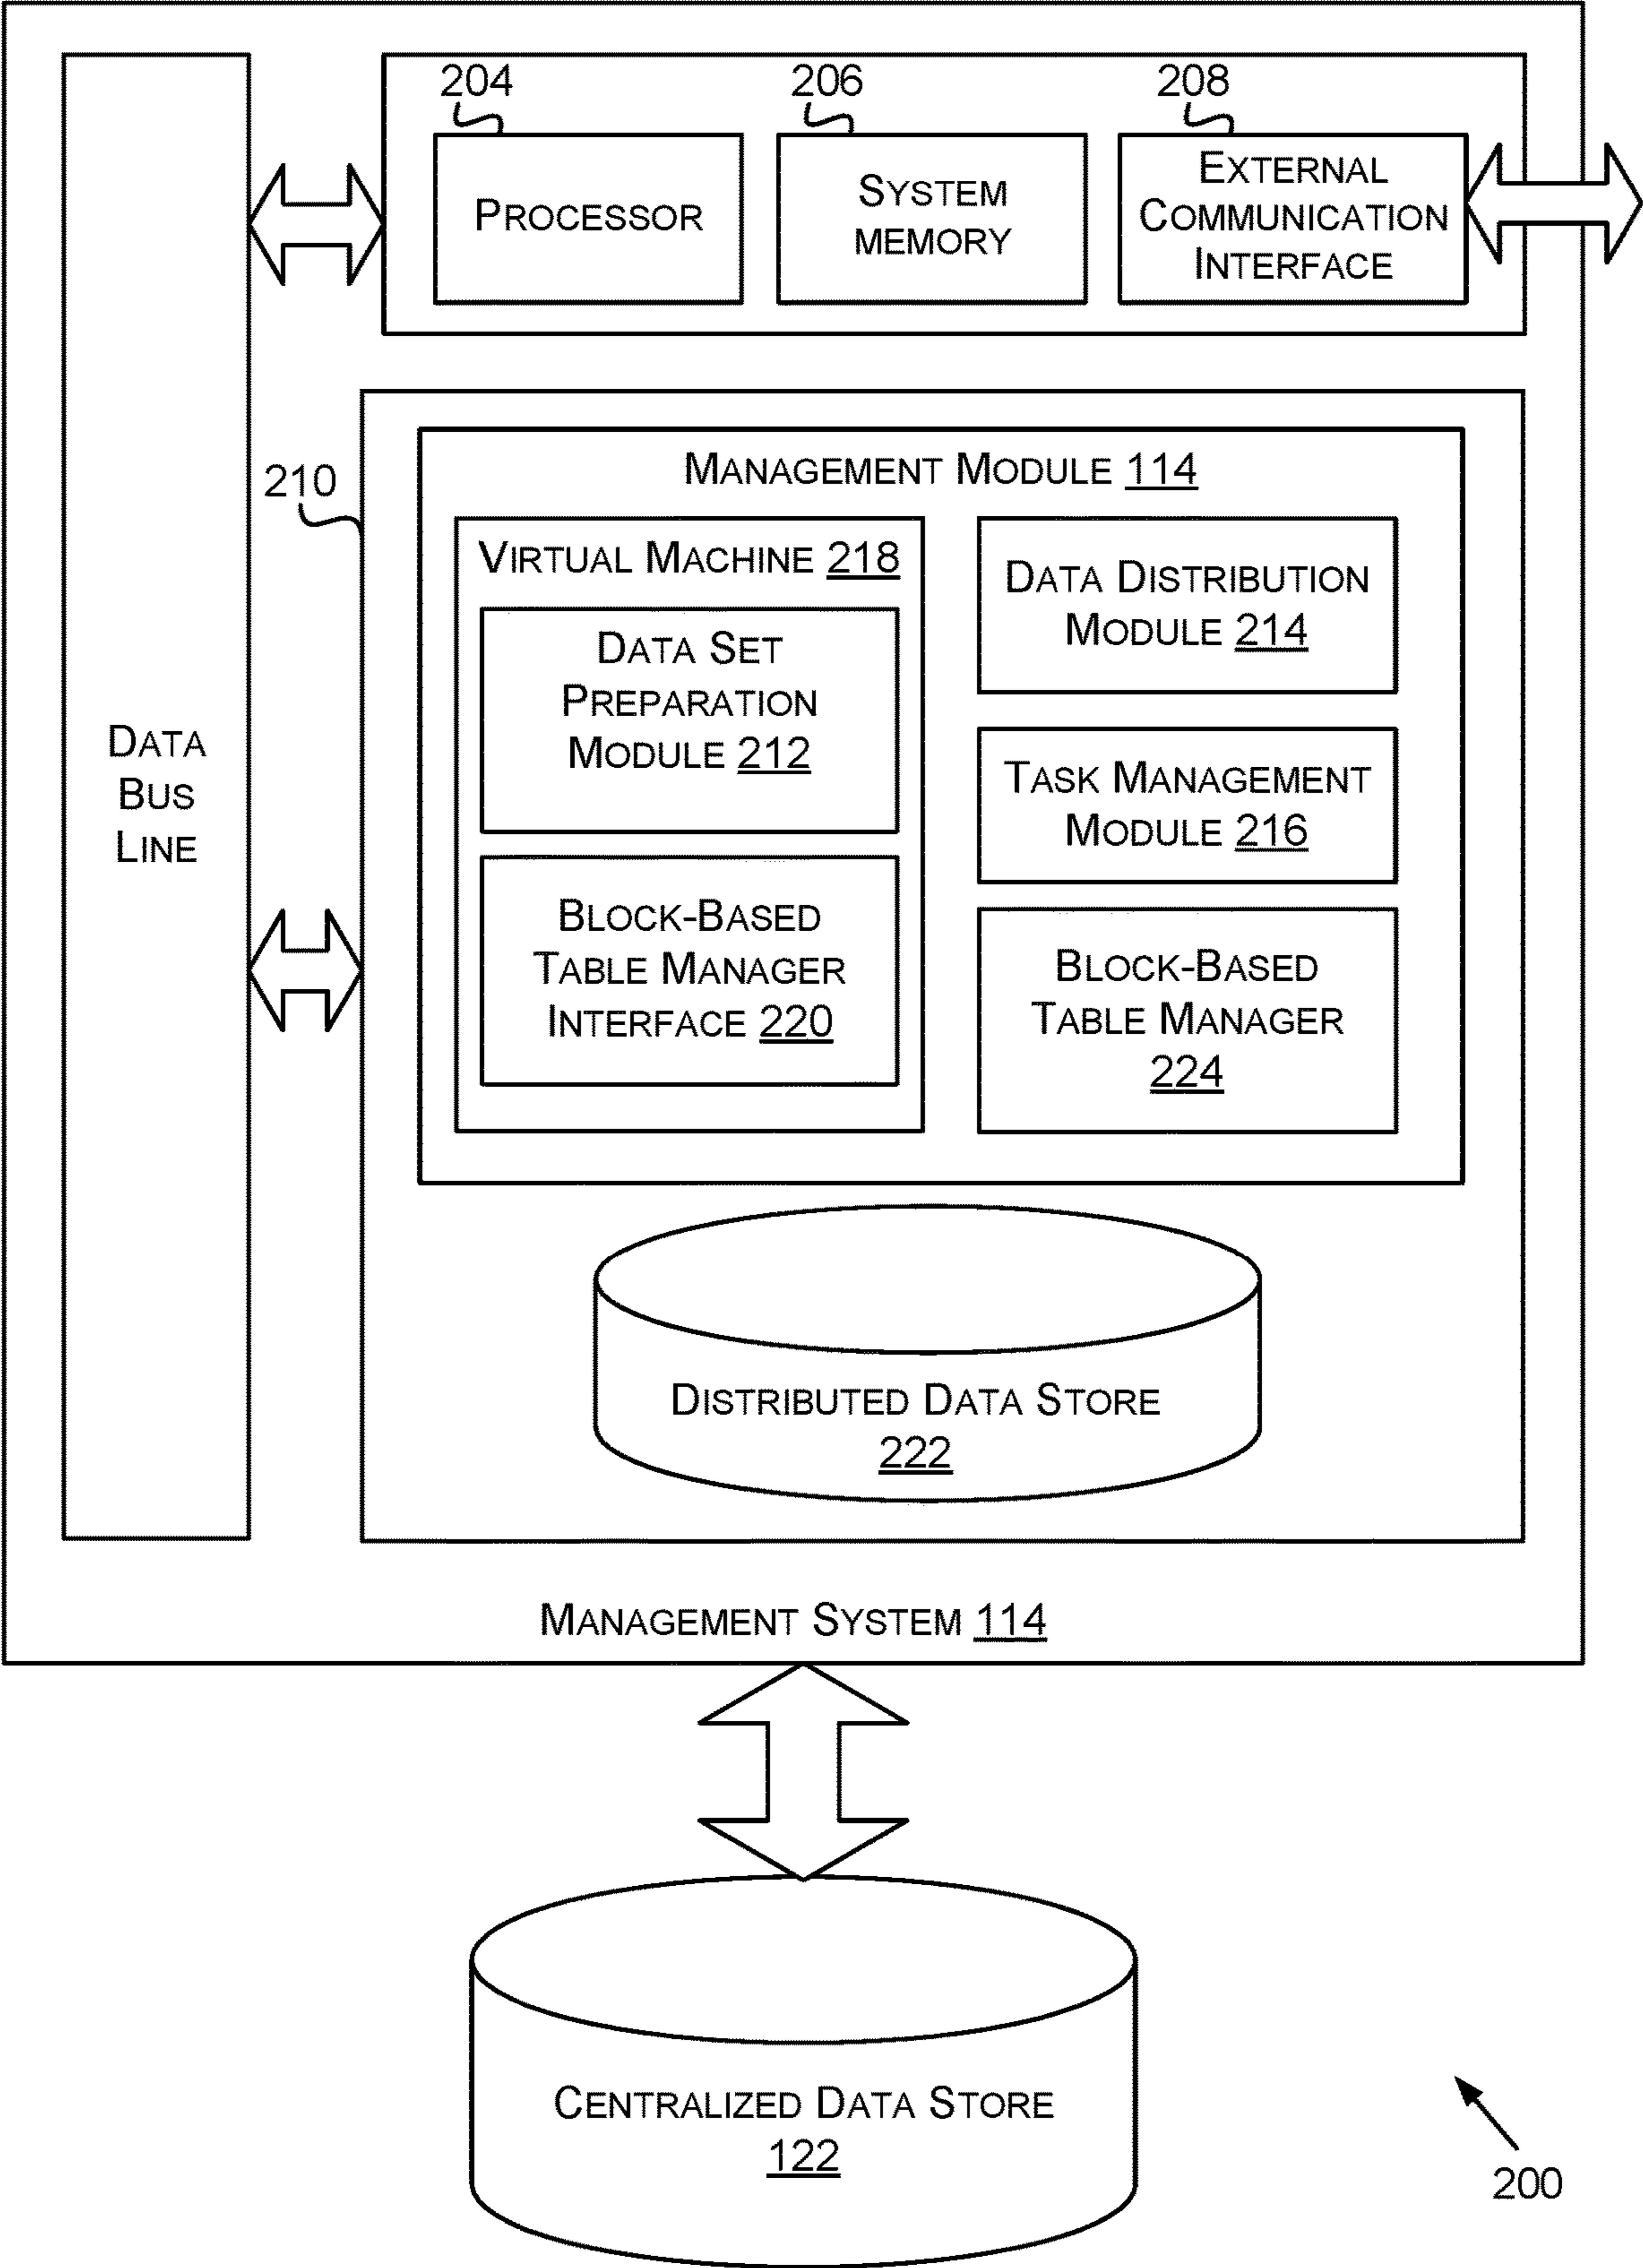 204
206
208
PROCESSOR
SYSTEM
MEMORY
EXTERNAL
COMMUNICATION
INTERFACE
210
MANAGEMENT MODULE 114
VIRTUAL MACHINE 218
DATA SET
PREPARATION
MODULE 212
BLOCK-BASED
TABLE MANAGER
INTERFACE 220
DATA DISTRIBUTION
MODULE 214
TASK MANAGEMENT
MODULE 216
BLOCK-BASED
TABLE MANAGER
224
DATA
BUS
LINE
DISTRIBUTED DATA STORE
222
MANAGEMENT SYSTEM 114
CENTRALIZED DATA STORE
122
200